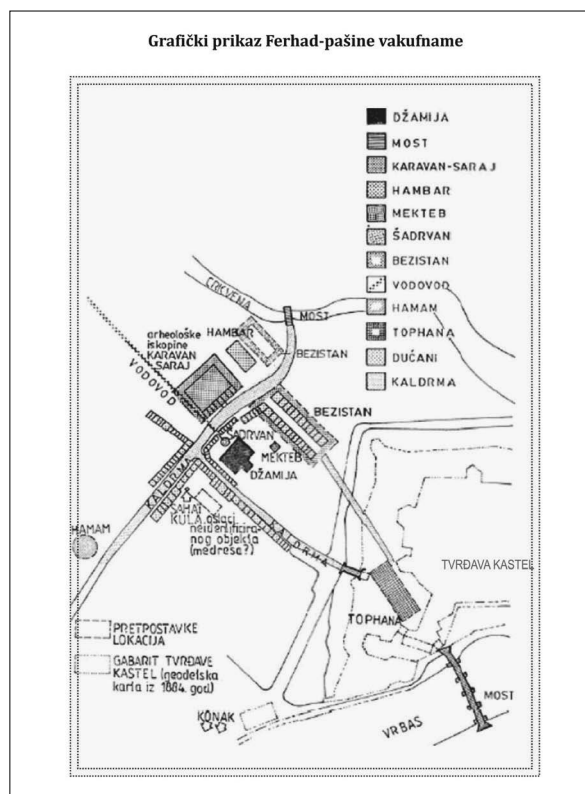 Grafički prikaz Ferhad-pašine vakufname
DŽAMIJA
MOST
KARAVAN-SARAJ
HAMBAR
MEKTEB
ŠADRVAN
BEZISTAN
VODOVOD
HAMAM
TOPHANA
DUĆANI
KALDRMA
CRKVENA
MOST
HAMBAR
BEZISTAN
arheološke
iskopine
KARAVAN
SARAJ
VODOVOD
BEZISTAN
ŠADRVAN
MEKTEB
DŽAMIJA
KALDRMA
SAHAT
KULA
ostaci
neidentificira-
nog objekta
(medresa?)
KALDRMA
HAMAM
TVRĐAVA KASTEL
TOPHANA
PRETPOSTAVKE
LOKACIJA
GABARIT TVRĐAVE
KASTEL (geodetska
karta iz 1884. god)
KONAK
MOST
VRBAS